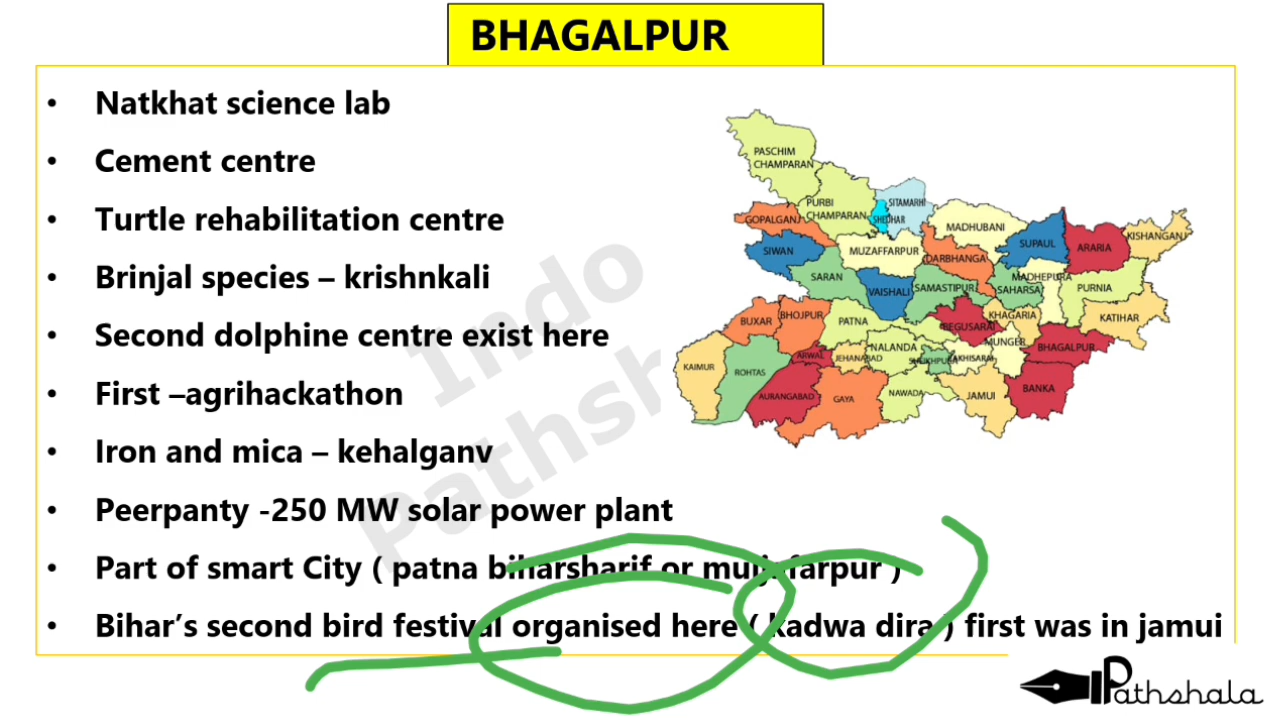 BHAGALPUR
• Natkhat science lab
• Cement centre
• Turtle rehabilitation centre
• Brinjal species – krishnkali
• Second dolphine centre exist here
• First –agrihackathon
• Iron and mica – kehalganv
• Peerpanty -250 MW solar power plant
• Part of smart City ( patna biharsharif or mujjafarpur )
• Bihar's second bird festival organised here ( kadwa dira ) first was in jamui
PASCHIM
CHAMPARAN
PURBI
CHAMPARAN
SITAMARHI
SHEOHAR
GOPALGANJ
MADHUBANI
KISHANGANJ
SIWAN
MUZAFFARPUR
SUPAUL
ARARIA
DARBHANGA
SARAN
MADHEPURA
VAISHALI
SAMASTIPUR
SAHARSA
PURNIA
BUXAR
BHOJPUR
PATNA
KHAGARIA
KATIHAR
BEGUSARAI
MUNGER
NALANDA
BHAGALPUR
ARWAL
JEHANABAD
SHEIKHPURA
LAKHISARAI
KAIMUR
ROHTAS
AURANGABAD
GAYA
NAWADA
JAMUI
BANKA
Indo
Pathsh
Pathshala